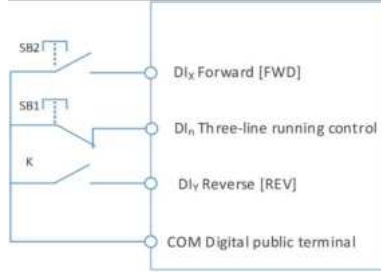 SB2
DIX Forward [FWD]
SB1
DIn Three-line running control
K
DIY Reverse [REV]
COM Digital public terminal